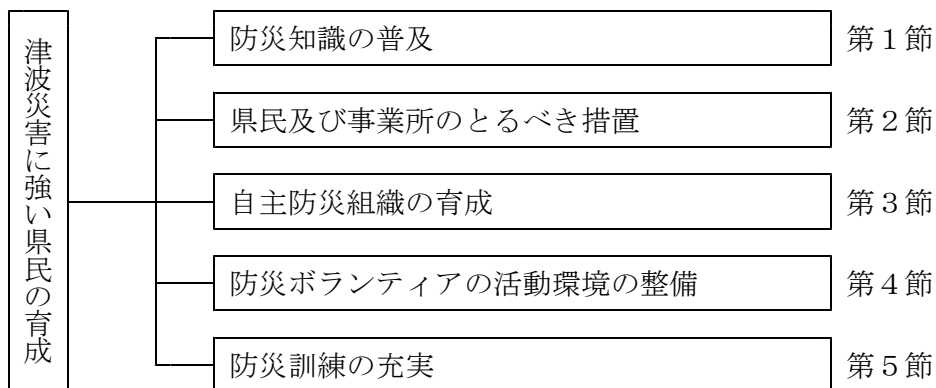 津波災害に強い県民の育成
防災知識の普及 第１節
県民及び事業所のとるべき措置 第２節
自主防災組織の育成 第３節
防災ボランティアの活動環境の整備 第４節
防災訓練の充実 第５節